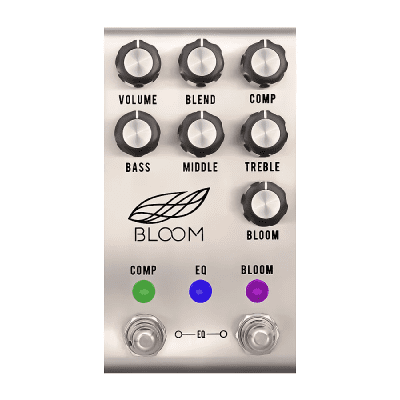 VOLUME BLEND COMP
BASS MIDDLE TREBLE
BLOOM
BLOOM
COMP EQ BLOOM
EQ